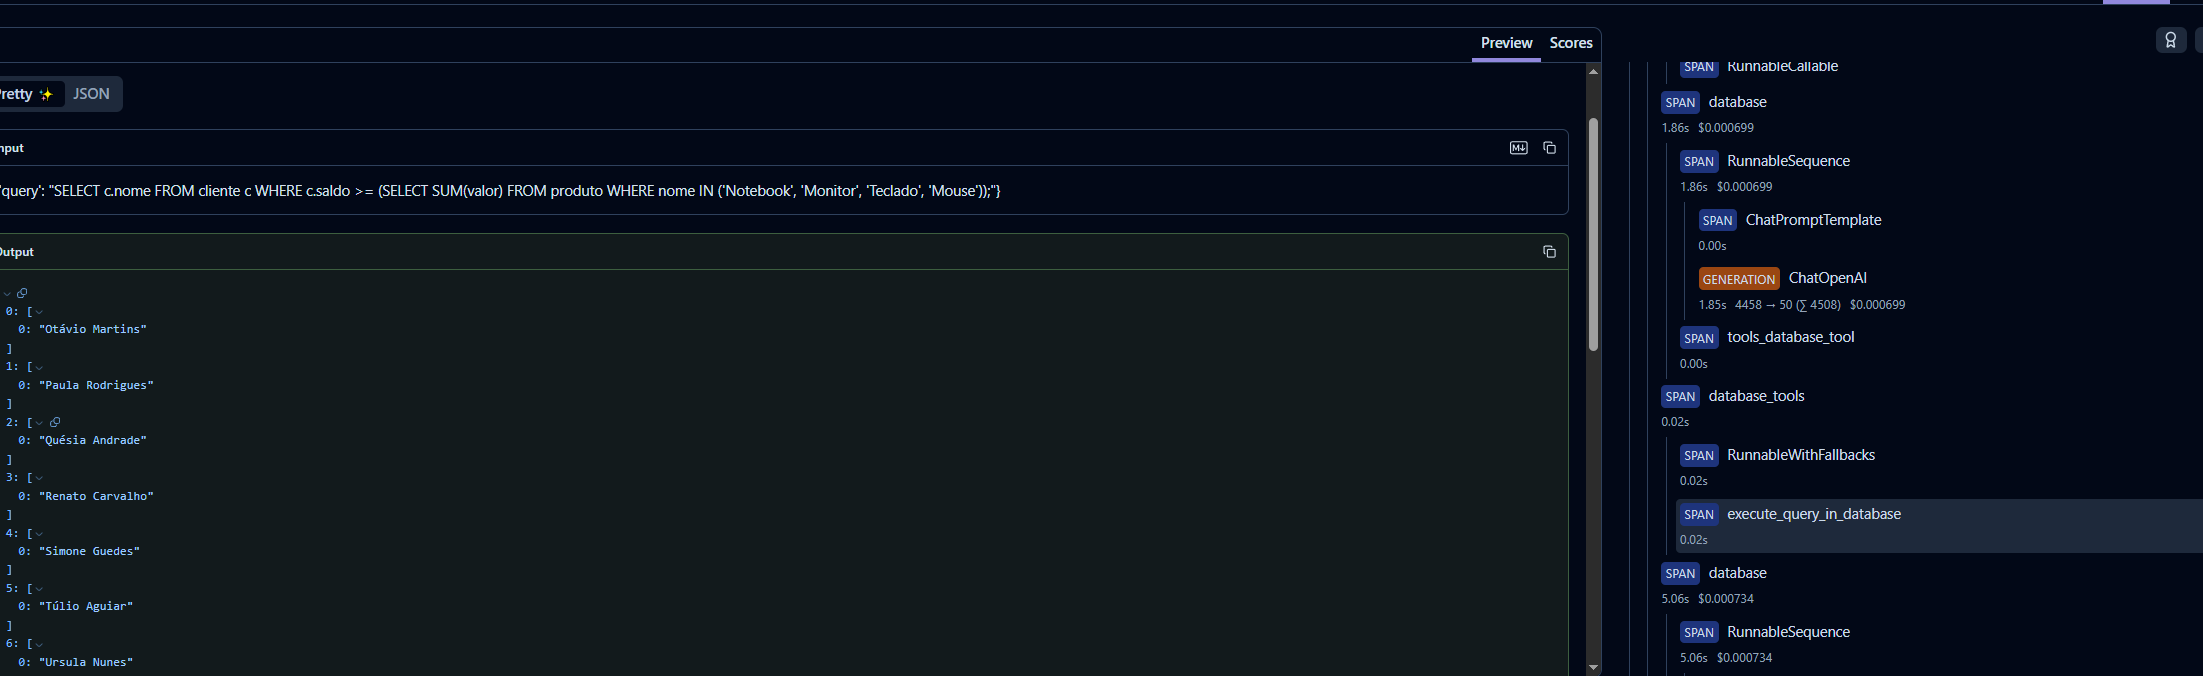 Preview Scores
retty ✨ JSON
nput
'query': "SELECT c.nome FROM cliente c WHERE c.saldo >= (SELECT SUM(valor) FROM produto WHERE nome IN ('Notebook', 'Monitor', 'Teclado', 'Mouse'));"}
Output
0: [
0: "Otávio Martins"
]
1: [
0: "Paula Rodrigues"
]
2: [
0: "Quésia Andrade"
]
3: [
0: "Renato Carvalho"
]
4: [
0: "Simone Guedes"
]
5: [
0: "Túlio Aguiar"
]
6: [
0: "Ursula Nunes"
SPAN RunnableCallable
SPAN database
1.86s $0.000699
SPAN RunnableSequence
1.86s $0.000699
SPAN ChatPromptTemplate
0.00s
GENERATION ChatOpenAI
1.85s 4458 → 50 (∑ 4508) $0.000699
SPAN tools_database_tool
0.00s
SPAN database_tools
0.02s
SPAN RunnableWithFallbacks
0.02s
SPAN execute_query_in_database
0.02s
SPAN database
5.06s $0.000734
SPAN RunnableSequence
5.06s $0.000734